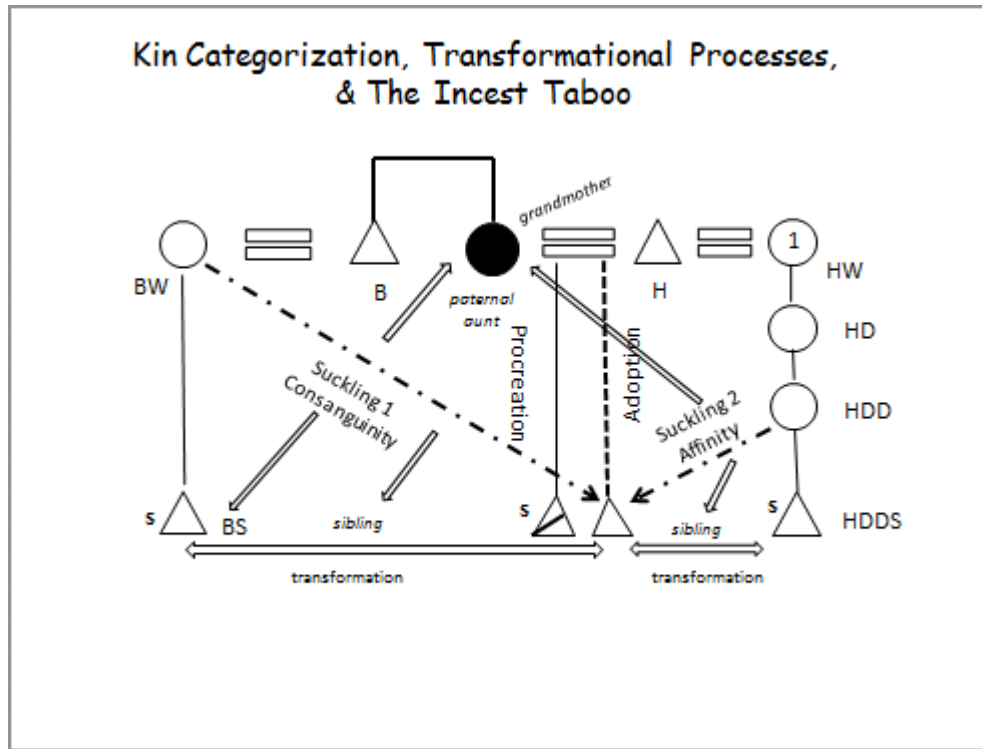 Kin Categorization, Transformational Processes,
& The Incest Taboo
grandmother
1
BW
B
paternal
aunt
H
HW
Procreation
Adoption
HD
Suckling 1
Consanguinity
Suckling 2
Affinity
HDD
s
BS
sibling
s
sibling
s
HDDS
transformation
transformation